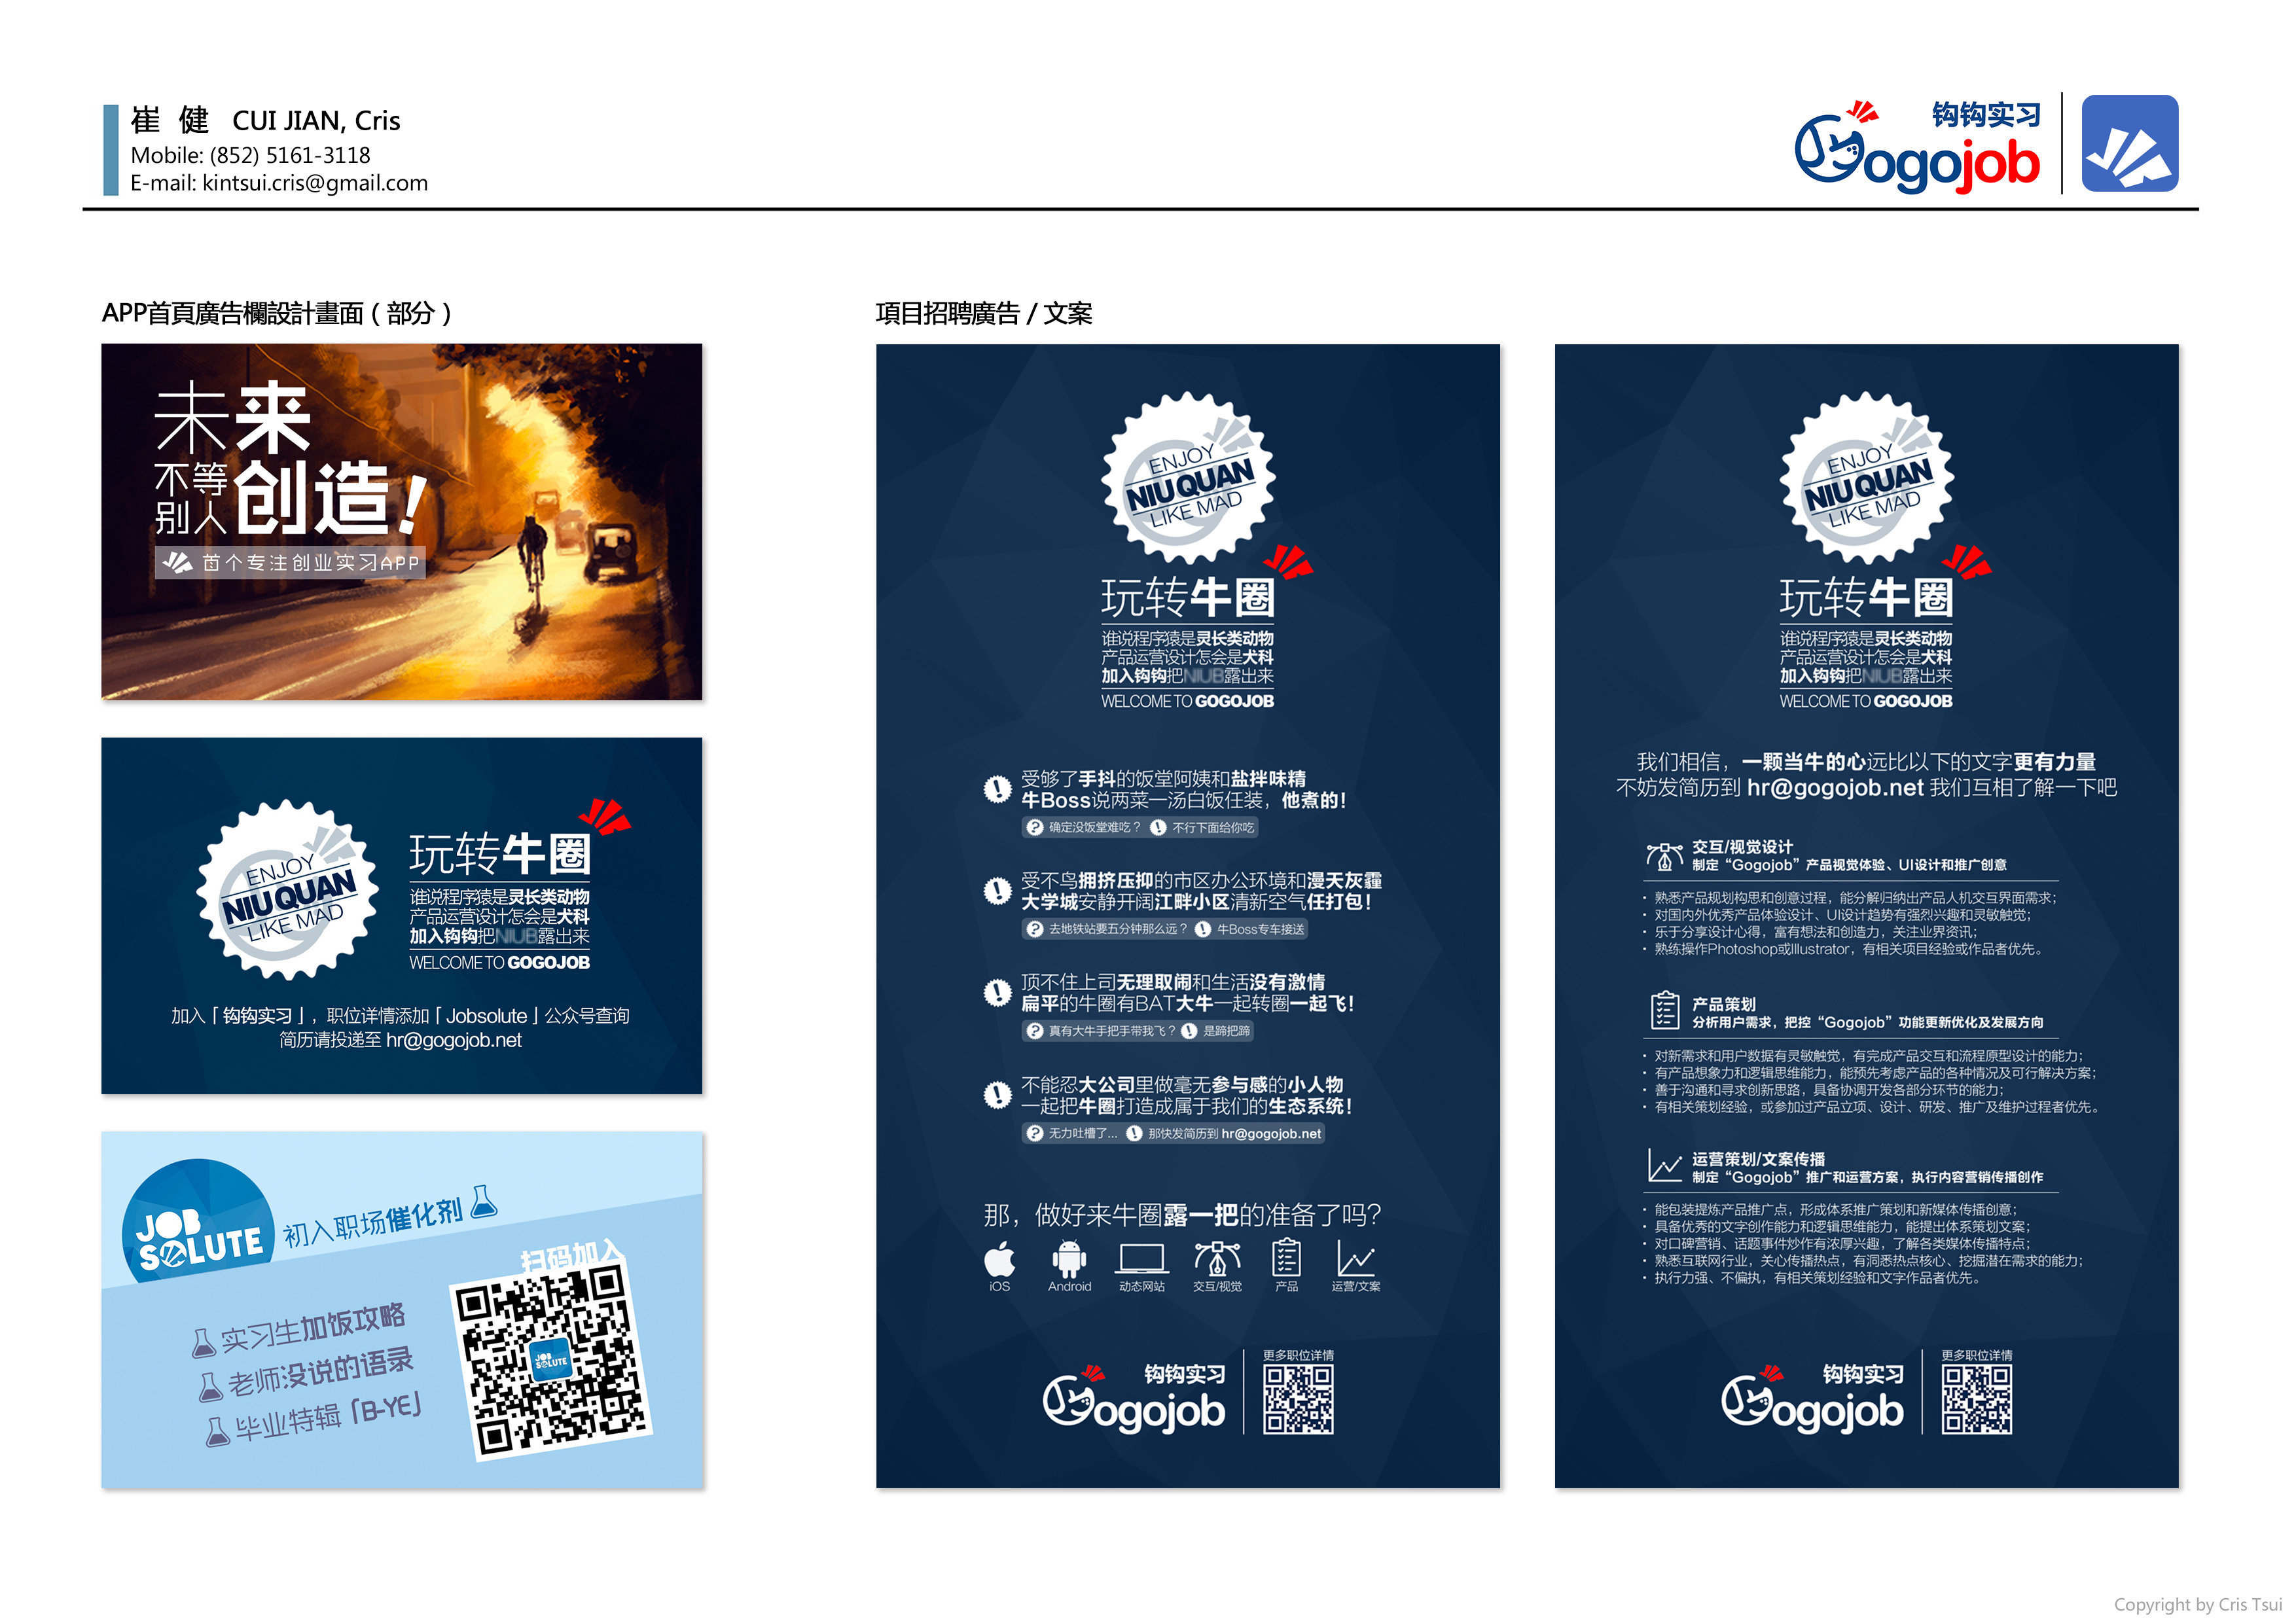 崔 健 CUI JIAN, Cris
Mobile: (852) 5161-3118
E-mail: kintsui.cris@gmail.com
钩钩实习
Gogojob
APP首頁廣告欄設計畫面（部分）
未来
不等
别人
创造!
首个专注创业实习APP
ENJOY
NIUQUAN
LIKE MAD
玩转牛圈
谁说程序猿是灵长类动物
产品运营设计怎会是犬科
加入钩钩把NIUB露出来
WELCOME TO GOGOJOB
加入「钩钩实习」，职位详情添加「Jobsolute」公众号查询
简历请投递至 hr@gogojob.net
JOB
SOLUTE
初入职场催化剂
扫码加入
实习生加饭攻略
老师没说的语录
毕业特辑「B-YE」
JOB
SOLUTE
項目招聘廣告 / 文案
ENJOY
NIUQUAN
LIKE MAD
玩转牛圈
谁说程序猿是灵长类动物
产品运营设计怎会是犬科
加入钩钩把NIUB露出来
WELCOME TO GOGOJOB
受够了手抖的饭堂阿姨和盐拌味精
牛Boss说两菜一汤白饭任装，他煮的！
? 确定没饭堂难吃？ ! 不行下面给你吃
受不鸟拥挤压抑的市区办公环境和漫天灰霾
大学城安静开阔江畔小区清新空气任打包！
? 去地铁站要五分钟那么远？ ! 牛Boss专车接送
顶不住上司无理取闹和生活没有激情
扁平的牛圈有BAT大牛一起转圈一起飞！
? 真有大牛手把手带我飞？ ! 是蹄把蹄
不能忍大公司里做毫无参与感的小人物
一起把牛圈打造成属于我们的生态系统！
? 无力吐槽了... ! 那快发简历到 hr@gogojob.net
那，做好来牛圈露一把的准备了吗？
iOS Android 动态网站 交互/视觉 产品 运营/文案
钩钩实习
Gogojob
更多职位详情
ENJOY
NIUQUAN
LIKE MAD
玩转牛圈
谁说程序猿是灵长类动物
产品运营设计怎会是犬科
加入钩钩把NIUB露出来
WELCOME TO GOGOJOB
我们相信，一颗当牛的心远比以下的文字更有力量
不妨发简历到 hr@gogojob.net 我们互相了解一下吧
交互/视觉设计
制定“Gogojob”产品视觉体验、UI设计和推广创意
· 熟悉产品规划构思和创意过程，能分解归纳出产品人机交互界面需求；
· 对国内外优秀产品体验设计、UI设计趋势有强烈兴趣和灵敏触觉；
· 乐于分享设计心得，富有想法和创造力，关注业界资讯；
· 熟练操作Photoshop或Illustrator，有相关项目经验或作品者优先。
产品策划
分析用户需求，把控“Gogojob”功能更新优化及发展方向
· 对新需求和用户数据有灵敏触觉，有完成产品交互和流程原型设计的能力；
· 有产品想象力和逻辑思维能力，能预先考虑产品的各种情况及可行解决方案；
· 善于沟通和寻求创新思路，具备协调开发各部分环节的能力；
· 有相关策划经验，或参加过产品立项、设计、研发、推广及维护过程者优先。
运营策划/文案传播
制定“Gogojob”推广和运营方案，执行内容营销传播创作
· 能包装提炼产品推广点，形成体系推广策划和新媒体传播创意；
· 具备优秀的文字创作能力和逻辑思维能力，能提出体系策划文案；
· 对口碑营销、话题事件炒作有浓厚兴趣，了解各类媒体传播特点；
· 熟悉互联网行业，关心传播热点，有洞悉热点核心、挖掘潜在需求的能力；
· 执行力强、不偏执，有相关策划经验和文字作品者优先。
钩钩实习
Gogojob
更多职位详情
Copyright by Cris Tsui